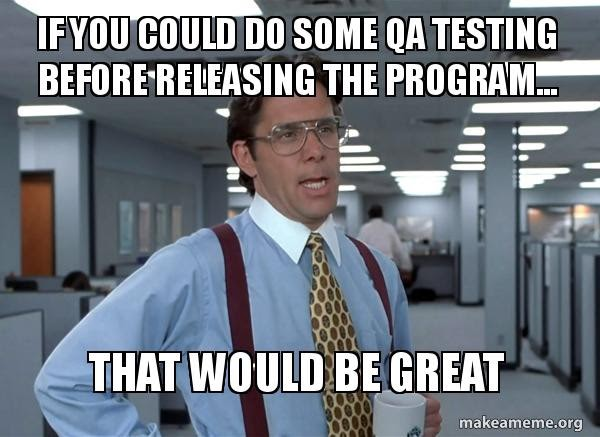 IF YOU COULD DO SOME QA TESTING
BEFORE RELEASING THE PROGRAM...
THAT WOULD BE GREAT
makeameme.org